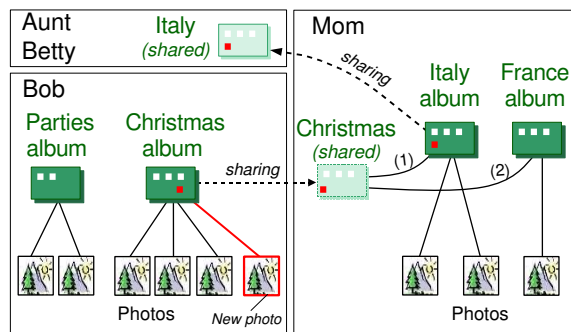 Aunt
Betty
Italy
(shared)
Mom
sharing
Italy
album
France
album
Bob
Parties
album
Christmas
album
sharing
Christmas
(shared)
(1)
(2)
Photos
New photo
Photos